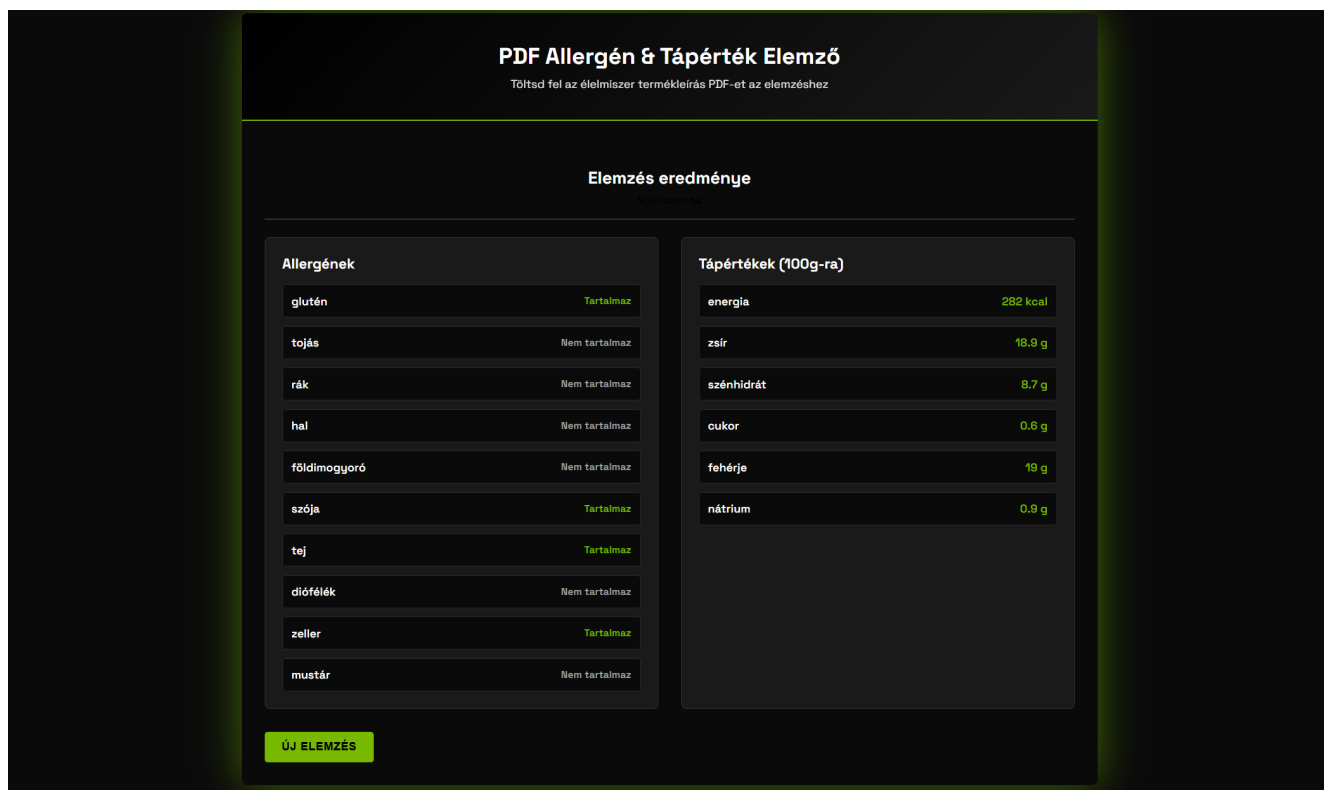 PDF Allergén & Tápérték Elemző
Töltsd fel az élelmiszer termékleírás PDF-et az elemzéshez
Elemzés eredménye
Allergének
glutén Tartalmaz
tojás Nem tartalmaz
rák Nem tartalmaz
hal Nem tartalmaz
földimogyoró Nem tartalmaz
szója Tartalmaz
tej Tartalmaz
diófélék Nem tartalmaz
zeller Tartalmaz
mustár Nem tartalmaz
Tápértékek (100g-ra)
energia 282 kcal
zsír 18.9 g
szénhidrát 8.7 g
cukor 0.6 g
fehérje 19 g
nátrium 0.9 g
ÚJ ELEMZÉS